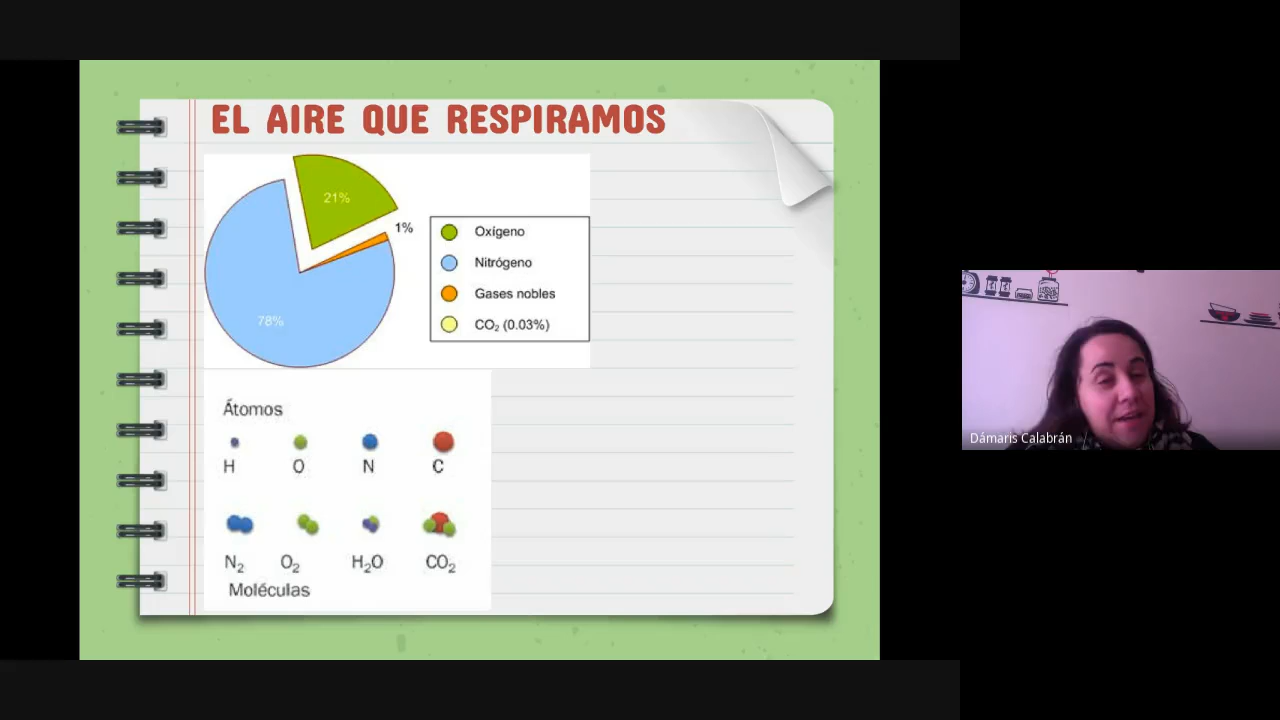 EL AIRE QUE RESPIRAMOS
21%
1%
78%
Oxígeno
Nitrógeno
Gases nobles
CO₂ (0.03%)
Átomos
H O N C
N₂ O₂ H₂O CO₂
Moléculas
Dámaris Calabrán